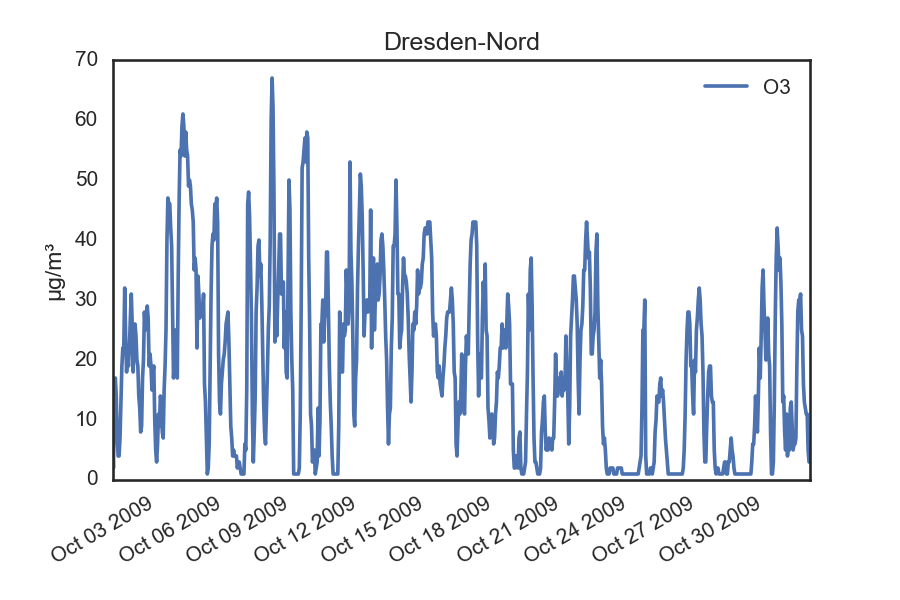 Dresden-Nord
70
60
50
40
30
20
10
0
µg/m³
O3
Oct 03 2009
Oct 06 2009
Oct 09 2009
Oct 12 2009
Oct 15 2009
Oct 18 2009
Oct 21 2009
Oct 24 2009
Oct 27 2009
Oct 30 2009